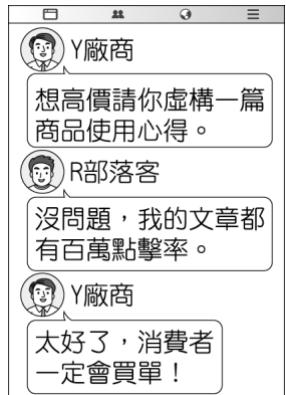 Y廠商
想高價請你虛構一篇
商品使用心得。
R部落客
沒問題，我的文章都
有百萬點擊率。
Y廠商
太好了，消費者
一定會買單！